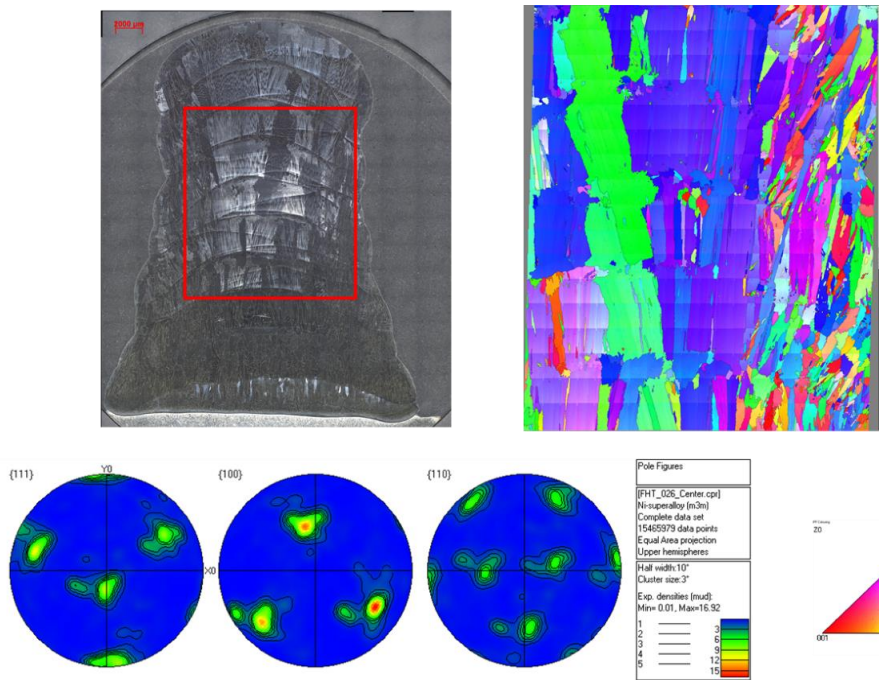 2000 µm
{111}
Y0
{100}
{110}
X0
Pole Figures
[FHT_026_Center.cpr]
Ni-superalloy (m3m)
Complete data set
15465979 data points
Equal Area projection
Upper hemispheres
Half width:10°
Cluster size:3°
Exp. densities (mud):
Min= 0.01, Max=16.92
1
2
3
4
5
3
6
9
12
15
Z0
001